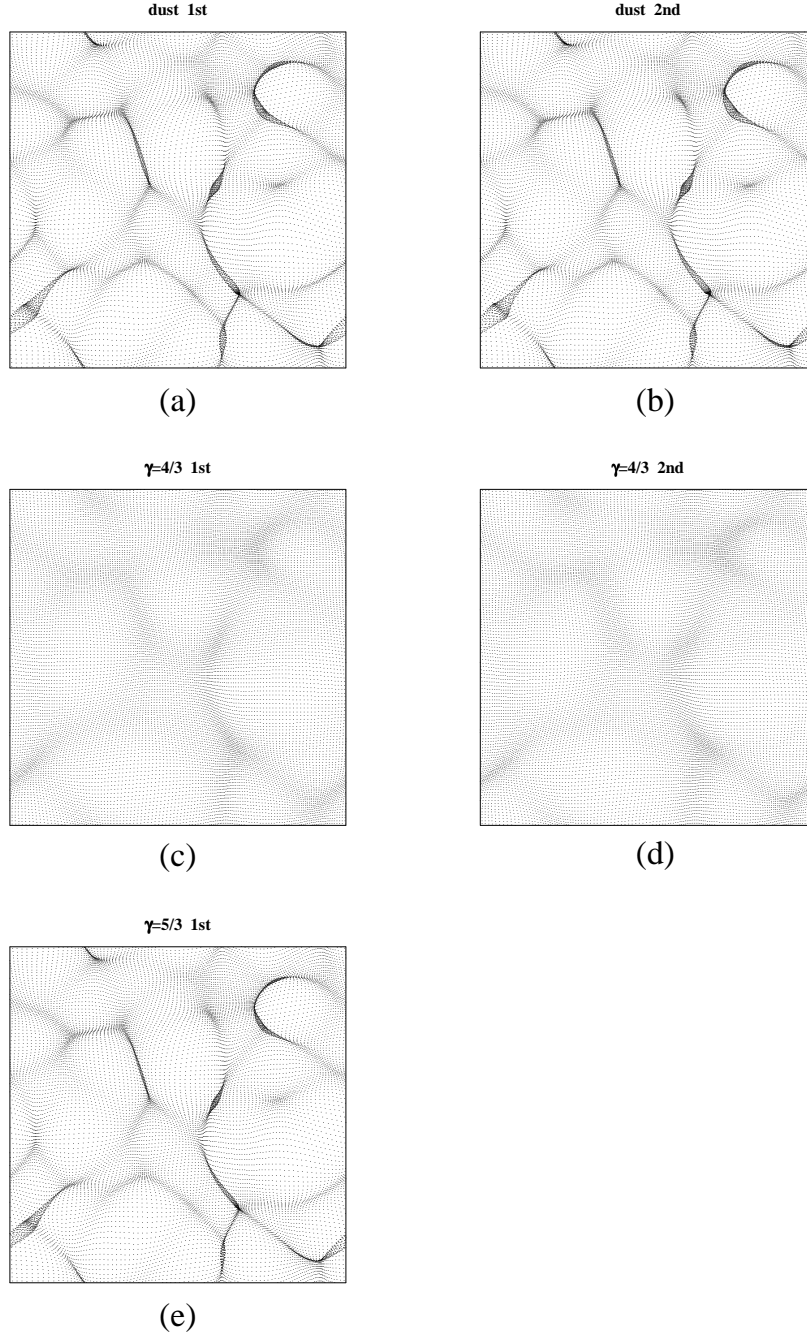 dust 1st
dust 2nd
(a)
(b)
γ=4/3 1st
γ=4/3 2nd
(c)
(d)
γ=5/3 1st
(e)